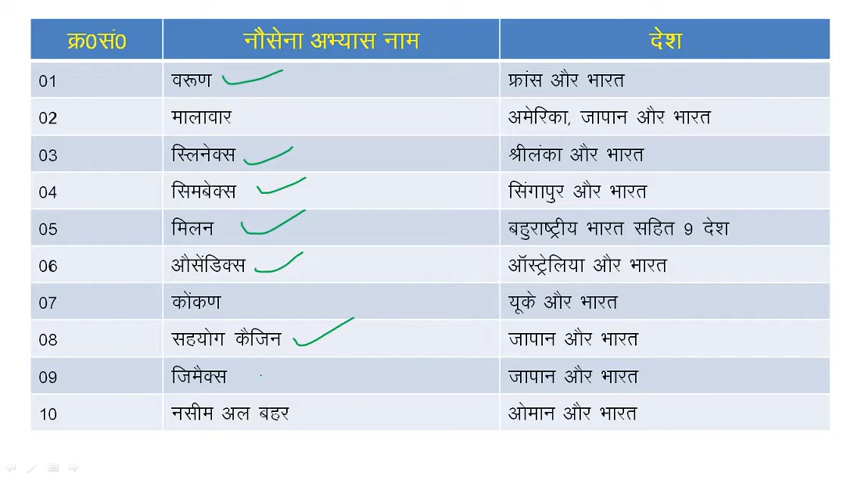 क्र0सं0 नौसेना अभ्यास नाम देश
01 वरूण फ्रांस और भारत
02 मालावार अमेरिका, जापान और भारत
03 स्लिनेक्स श्रीलंका और भारत
04 सिमबेक्स सिंगापुर और भारत
05 मिलन बहुराष्ट्रीय भारत सहित 9 देश
06 औसेंडिक्स ऑस्ट्रेलिया और भारत
07 कोंकण यूके और भारत
08 सहयोग कैजिन जापान और भारत
09 जिमैक्स जापान और भारत
10 नसीम अल बहर ओमान और भारत